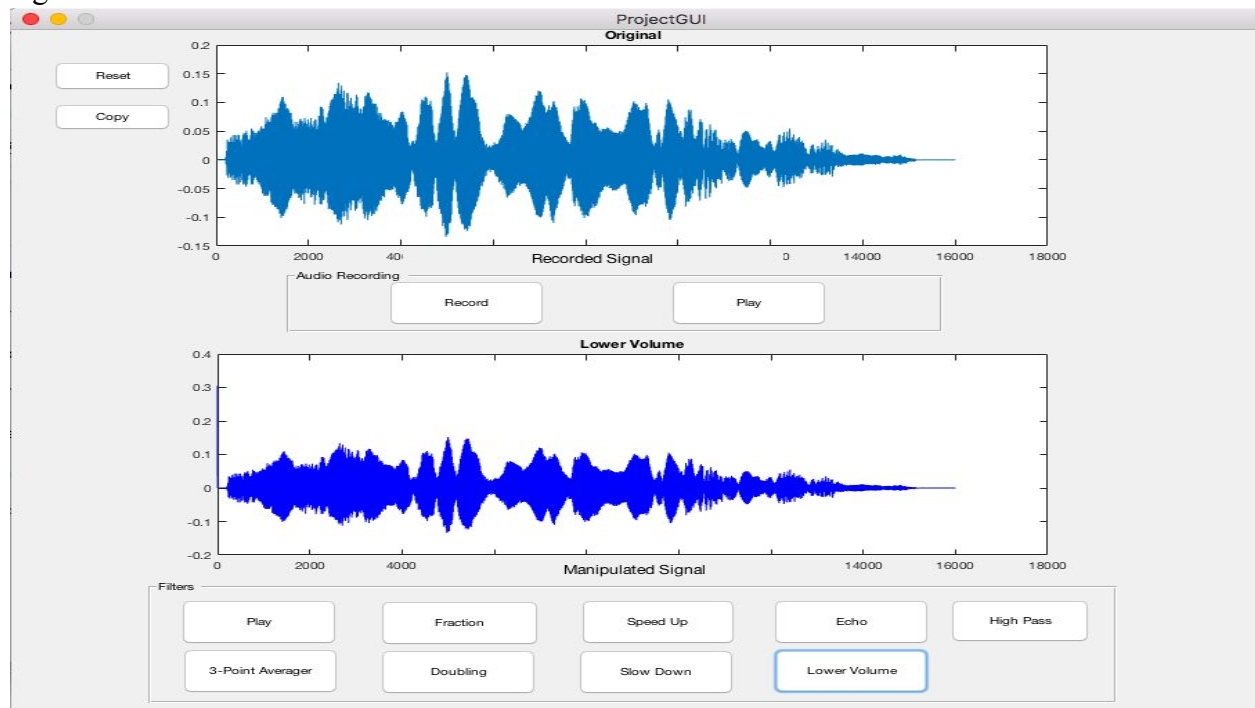 ProjectGUI
Original
Reset
Copy
0.2
0.15
0.1
0.05
0
-0.05
-0.1
-0.15
0 2000 40 14000 16000 18000
Recorded Signal
Audio Recording
Record Play
Lower Volume
0.4
0.3
0.2
0.1
0
-0.1
-0.2
0 2000 4000 14000 16000 18000
Manipulated Signal
Filters
Play Fraction Speed Up Echo High Pass
3-Point Averager Doubling Slow Down Lower Volume